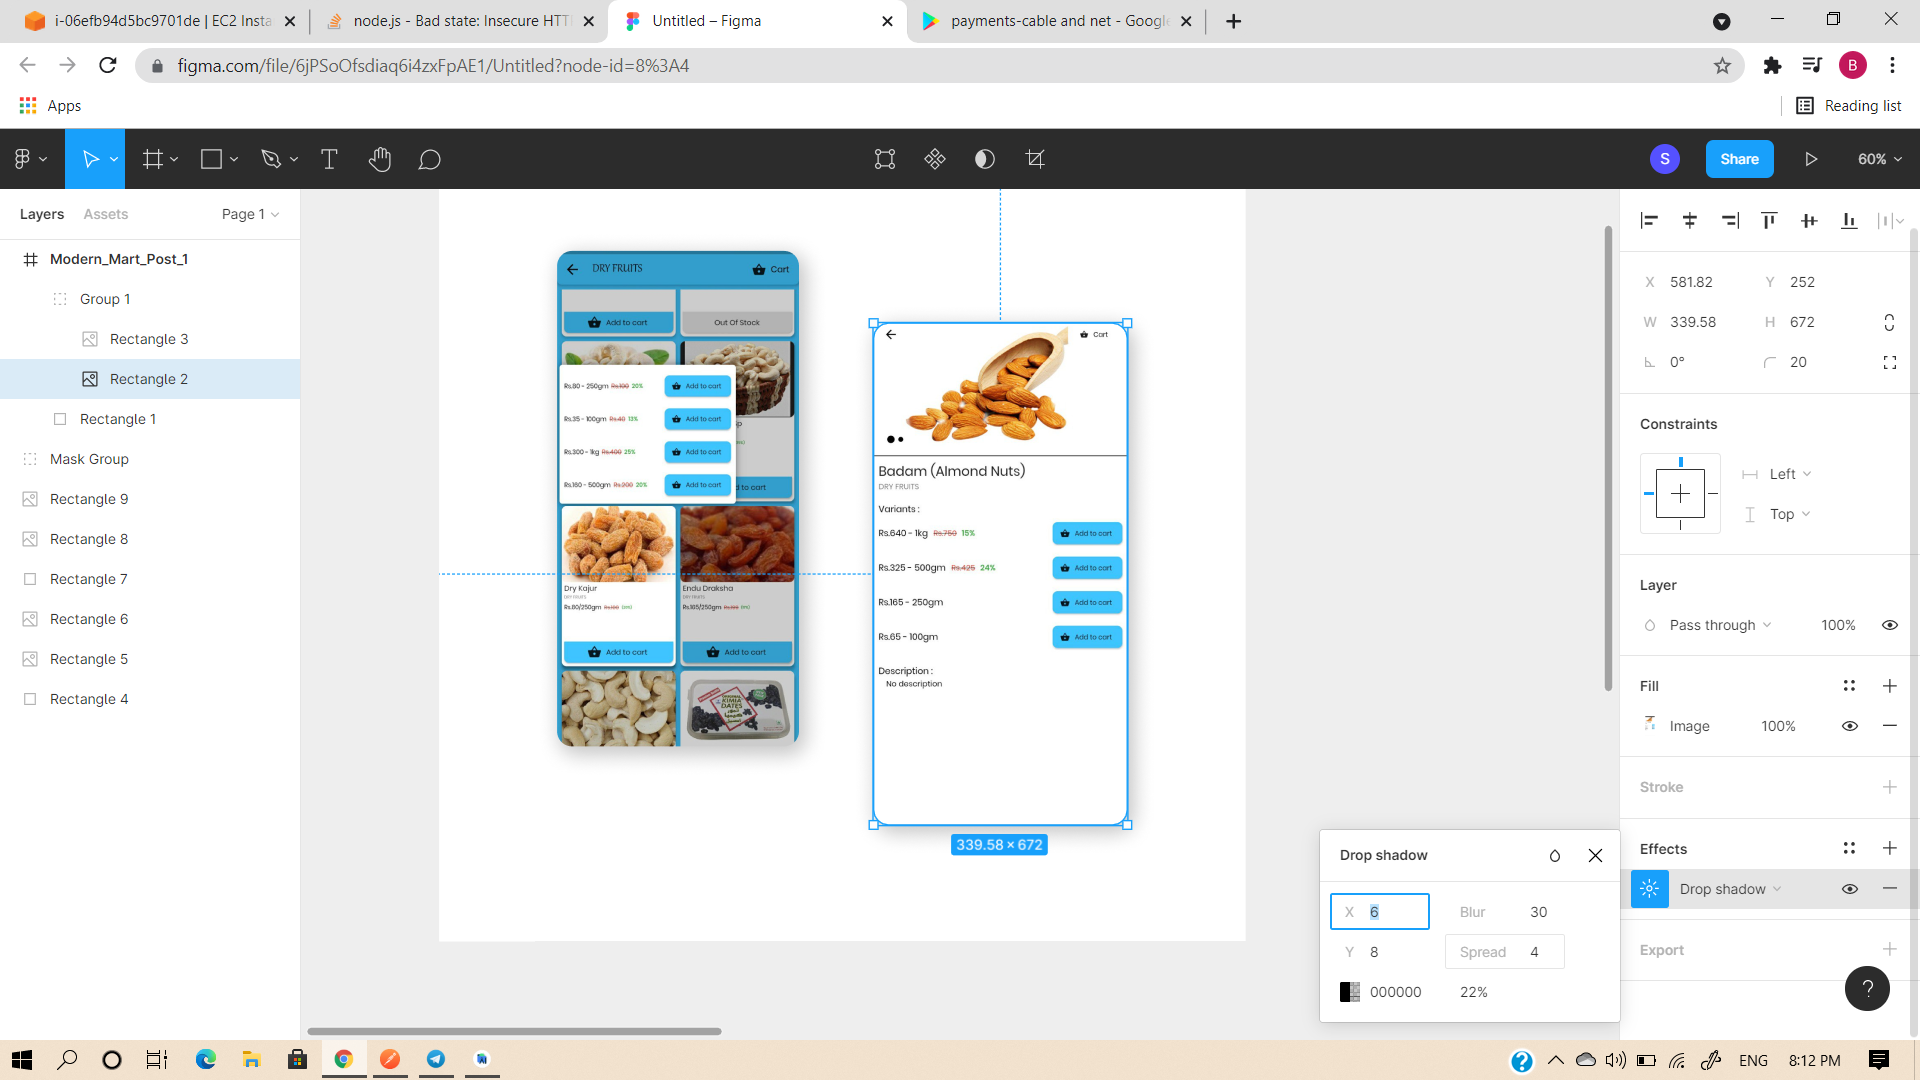 i-06efb94d5bc9701de | EC2 Insta
node.js - Bad state: Insecure HTT
Untitled – Figma
payments-cable and net - Google
figma.com/file/6jPSoOfsdiaq6i4zxFpAE1/Untitled?node-id=8%3A4
B
Apps
Reading list
S
Share
60%
Layers
Assets
Page 1
Modern_Mart_Post_1
Group 1
Rectangle 3
Rectangle 2
Rectangle 1
Mask Group
Rectangle 9
Rectangle 8
Rectangle 7
Rectangle 6
Rectangle 5
Rectangle 4
DRY FRUITS
Cart
Add to cart
Out Of Stock
Rs.80 - 250gm Rs.100 20%
Add to cart
Rs.35 - 100gm Rs.40 13%
Add to cart
Rs.300 - 1kg Rs.400 25%
Add to cart
Rs.160 - 500gm Rs.200 20%
Add to cart
d to cart
Dry Kajur
DRY FRUITS
Rs.80/250gm Rs.100
Add to cart
Endu Draksha
DRY FRUITS
Rs.165/250gm
Add to cart
KIMIA
DATES
Cart
Badam (Almond Nuts)
DRY FRUITS
Variants :
Rs.640 - 1kg Rs.750 15%
Add to cart
Rs.325 - 500gm Rs.425 24%
Add to cart
Rs.165 - 250gm
Add to cart
Rs.65 - 100gm
Add to cart
Description :
No description
339.58 × 672
X 581.82
Y 252
W 339.58
H 672
0°
20
Constraints
Left
Top
Layer
Pass through
100%
Fill
Image
100%
Stroke
Effects
Drop shadow
Export
?
Drop shadow
X 6
Blur 30
Y 8
Spread 4
000000
22%
?
ENG
8:12 PM